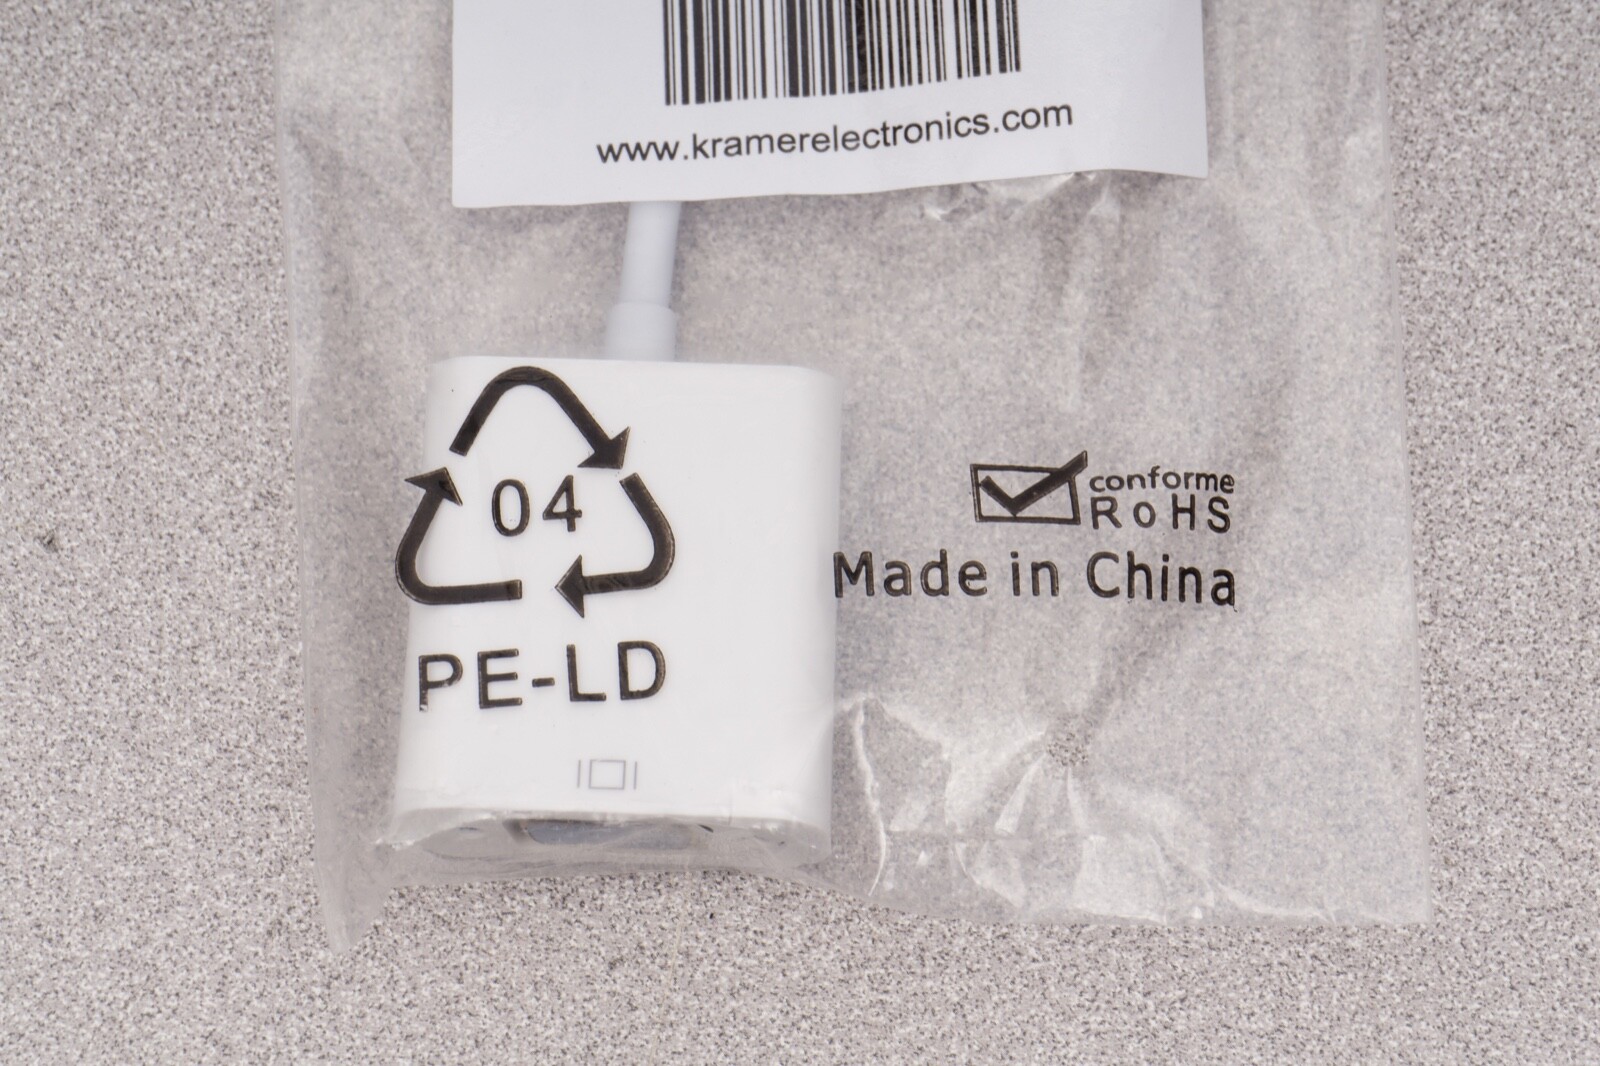 www.kramerelectronics.com
04
PE-LD
conforme
RoHS
Made in China